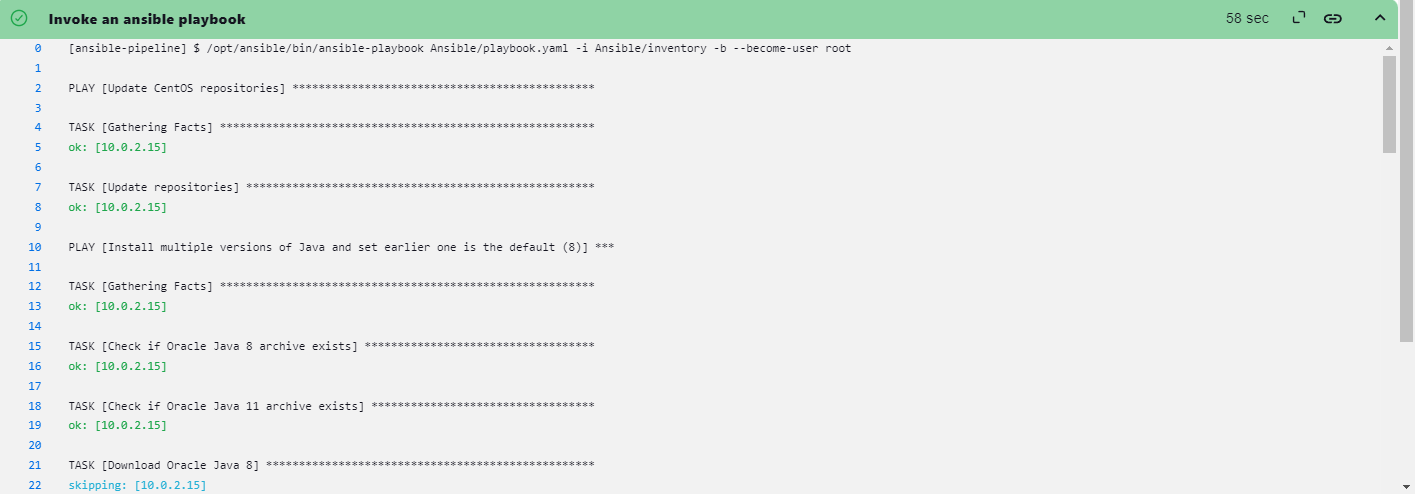 Invoke an ansible playbook 58 sec
0 [ansible-pipeline] $ /opt/ansible/bin/ansible-playbook Ansible/playbook.yaml -i Ansible/inventory -b --become-user root
1
2 PLAY [Update CentOS repositories] **********************************************
3
4 TASK [Gathering Facts] *********************************************************
5 ok: [10.0.2.15]
6
7 TASK [Update repositories] *****************************************************
8 ok: [10.0.2.15]
9
10 PLAY [Install multiple versions of Java and set earlier one is the default (8)] ***
11
12 TASK [Gathering Facts] *********************************************************
13 ok: [10.0.2.15]
14
15 TASK [Check if Oracle Java 8 archive exists] ***********************************
16 ok: [10.0.2.15]
17
18 TASK [Check if Oracle Java 11 archive exists] **********************************
19 ok: [10.0.2.15]
20
21 TASK [Download Oracle Java 8] **************************************************
22 skipping: [10.0.2.15]